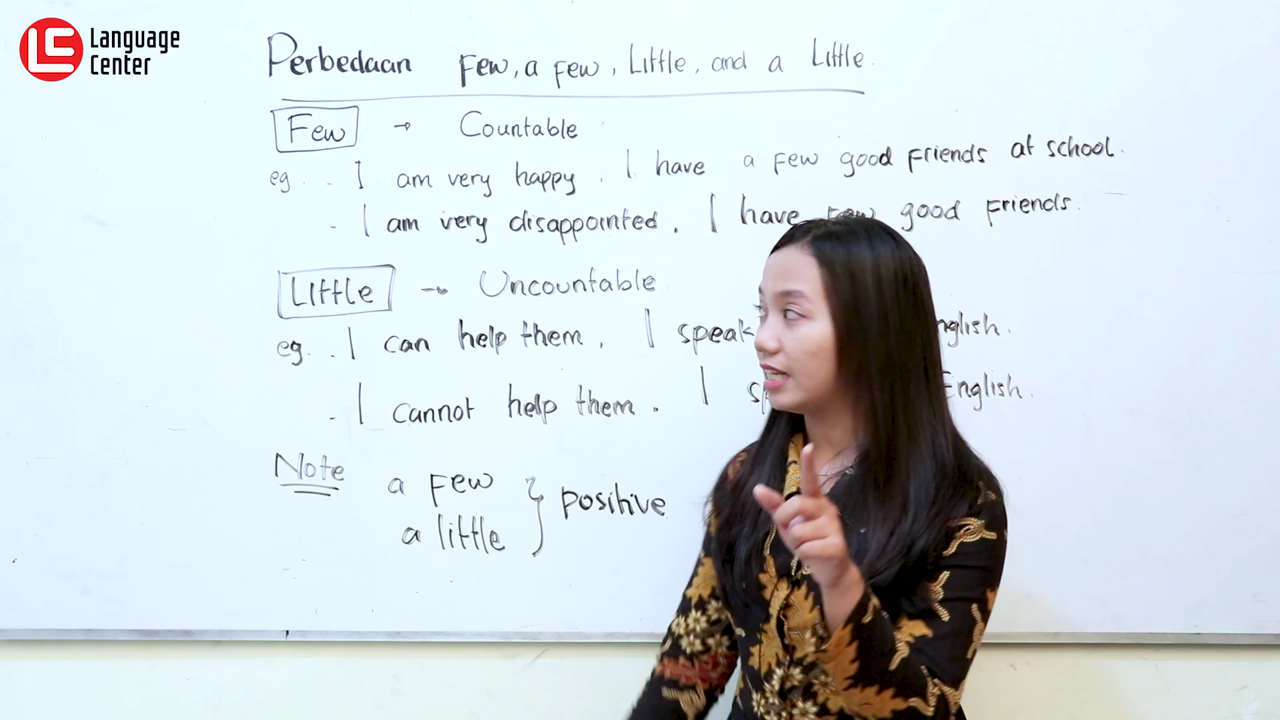 Language
Center
Perbedaan Few, a few, Little, and a Little.
Few → Countable
eg. . I am very happy. I have a few good friends at school.
- I am very disappointed. I have few good friends.
Little → Uncountable
eg. . I can help them. I speak nglish.
- I cannot help them. I sp English.
Note a few } positive
a little